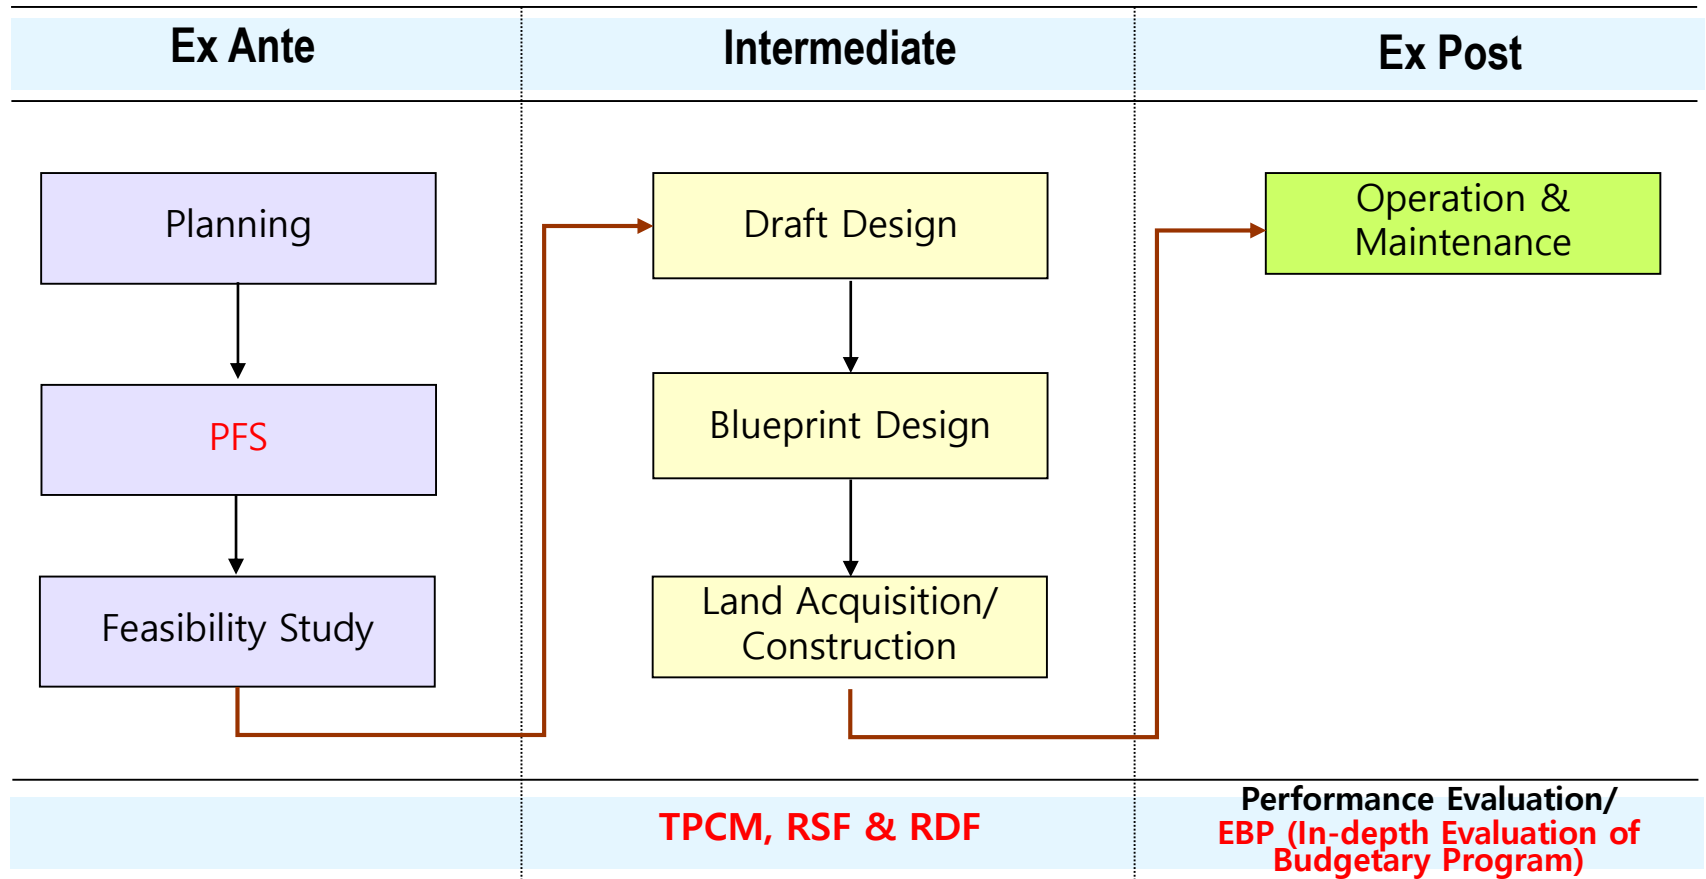 Ex Ante
Intermediate
Ex Post
Planning
PFS
Feasibility Study
Draft Design
Blueprint Design
Land Acquisition/
Construction
Operation &
Maintenance
TPCM, RSF & RDF
Performance Evaluation/
EBP (In-depth Evaluation of
Budgetary Program)